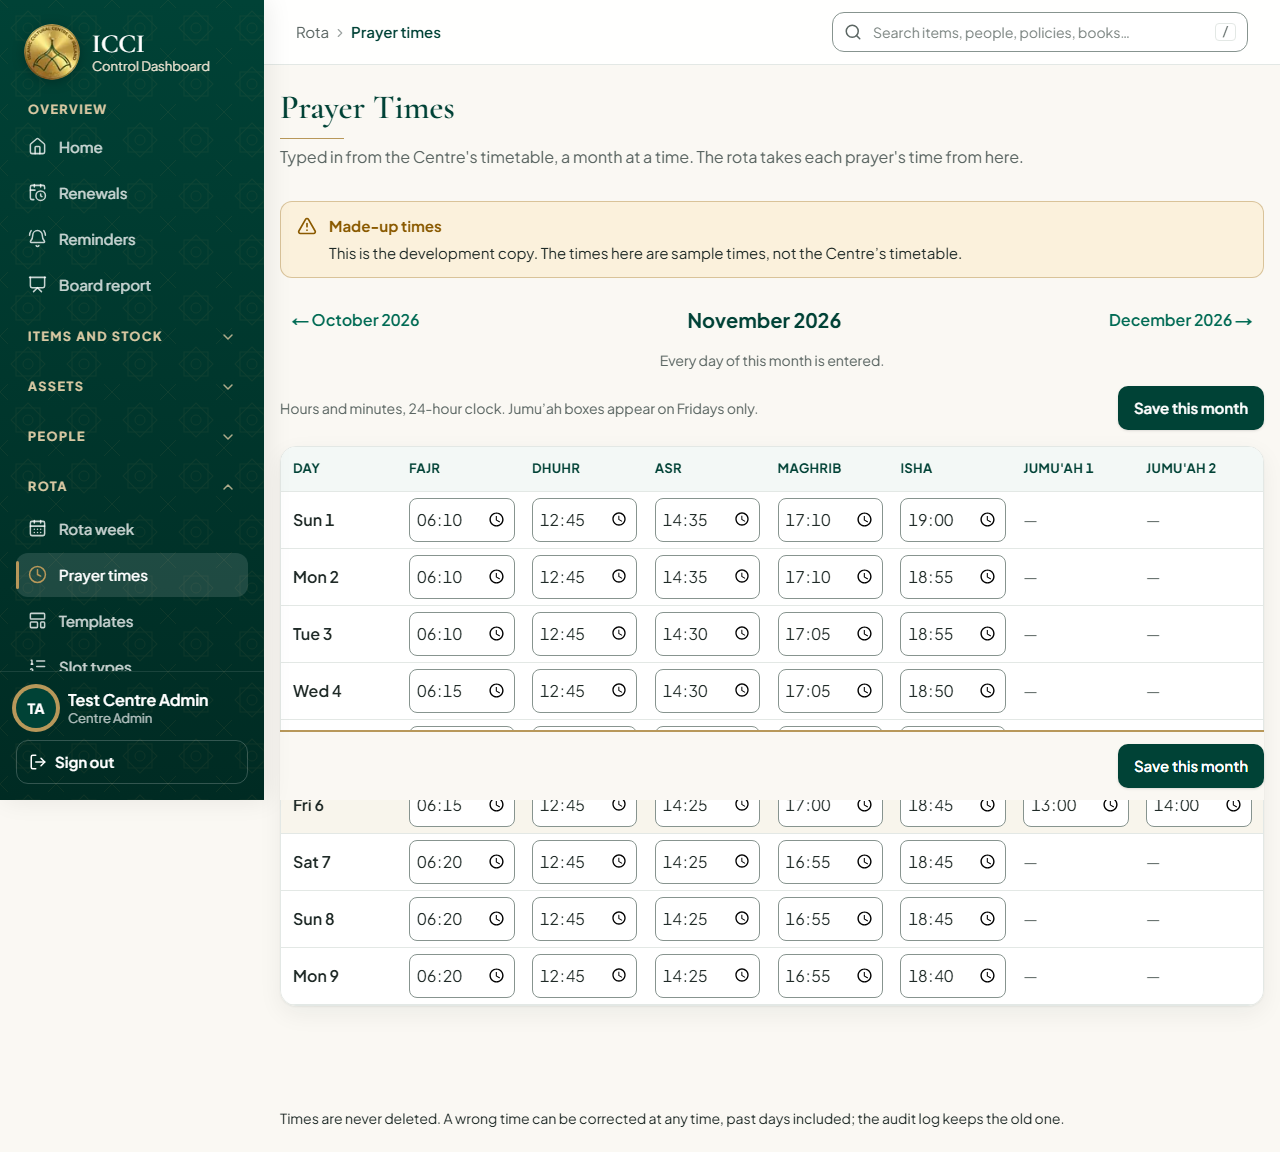 ICCI
Control Dashboard
OVERVIEW
Home
Renewals
Reminders
Board report
ITEMS AND STOCK
ASSETS
PEOPLE
ROTA
Rota week
Prayer times
Templates
Slot types
TA
Test Centre Admin
Centre Admin
Sign out
Rota > Prayer times
Search items, people, policies, books… /
Prayer Times
Typed in from the Centre's timetable, a month at a time. The rota takes each prayer's time from here.
Made-up times
This is the development copy. The times here are sample times, not the Centre's timetable.
← October 2026 November 2026 December 2026 →
Every day of this month is entered.
Hours and minutes, 24-hour clock. Jumu'ah boxes appear on Fridays only. Save this month
DAY FAJR DHUHR ASR MAGHRIB ISHA JUMU'AH 1 JUMU'AH 2
Sun 1 06:10 12:45 14:35 17:10 19:00 — —
Mon 2 06:10 12:45 14:35 17:10 18:55 — —
Tue 3 06:10 12:45 14:30 17:05 18:55 — —
Wed 4 06:15 12:45 14:30 17:05 18:50 — —
Save this month
Fri 6 06:15 12:45 14:25 17:00 18:45 13:00 14:00
Sat 7 06:20 12:45 14:25 16:55 18:45 — —
Sun 8 06:20 12:45 14:25 16:55 18:45 — —
Mon 9 06:20 12:45 14:25 16:55 18:40 — —
Times are never deleted. A wrong time can be corrected at any time, past days included; the audit log keeps the old one.